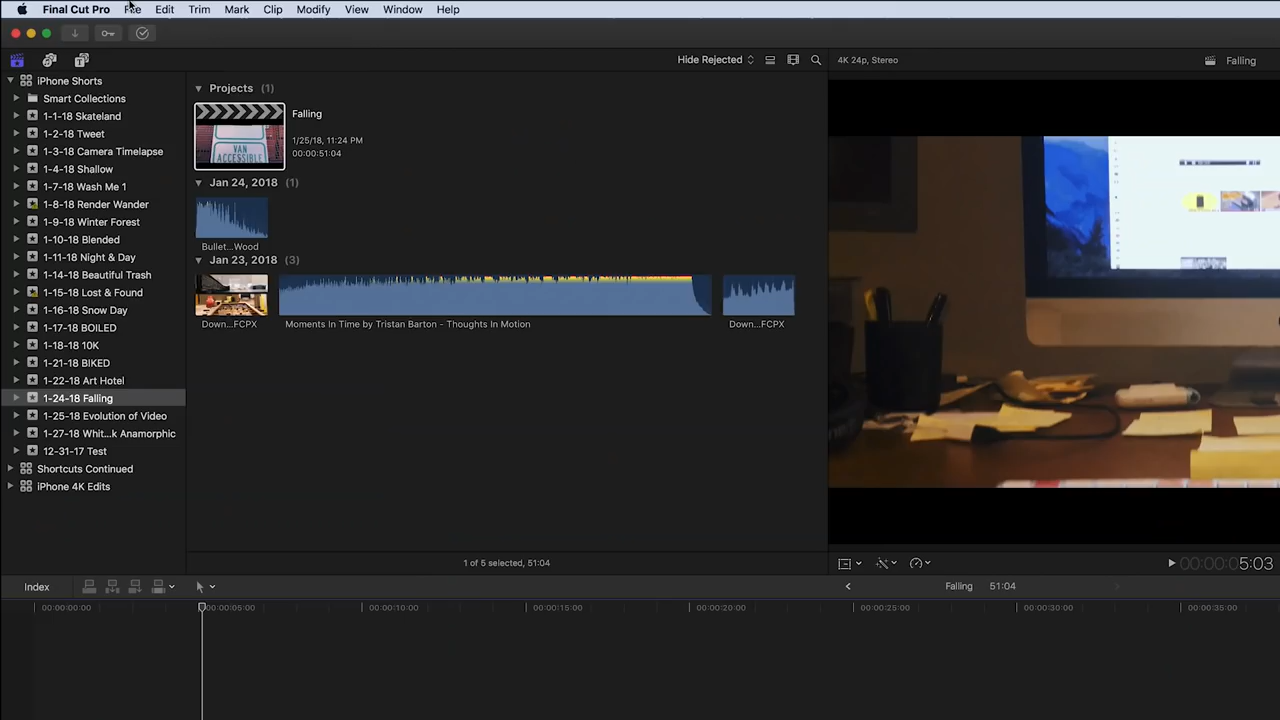 Final Cut Pro File Edit Trim Mark Clip Modify View Window Help
Hide Rejected
4K 24p, Stereo
Falling
iPhone Shorts
Smart Collections
1-1-18 Skateland
1-2-18 Tweet
1-3-18 Camera Timelapse
1-4-18 Shallow
1-7-18 Wash Me 1
1-8-18 Render Wander
1-9-18 Winter Forest
1-10-18 Blended
1-11-18 Night & Day
1-14-18 Beautiful Trash
1-15-18 Lost & Found
1-16-18 Snow Day
1-17-18 BOILED
1-18-18 10K
1-21-18 BIKED
1-22-18 Art Hotel
1-24-18 Falling
1-25-18 Evolution of Video
1-27-18 Whit...k Anamorphic
12-31-17 Test
Shortcuts Continued
iPhone 4K Edits
Projects (1)
VAN
ACCESSIBLE
Falling
1/25/18, 11:24 PM
00:00:51:04
Jan 24, 2018 (1)
Bullet...Wood
Jan 23, 2018 (3)
Down...FCPX
Moments In Time by Tristan Barton - Thoughts In Motion
Down...FCPX
1 of 5 selected, 51:04
00:00:05:03
Index
Falling 51:04
00:00:00:00
00:00:05:00
00:00:10:00
00:00:15:00
00:00:20:00
00:00:25:00
00:00:30:00
00:00:35:00